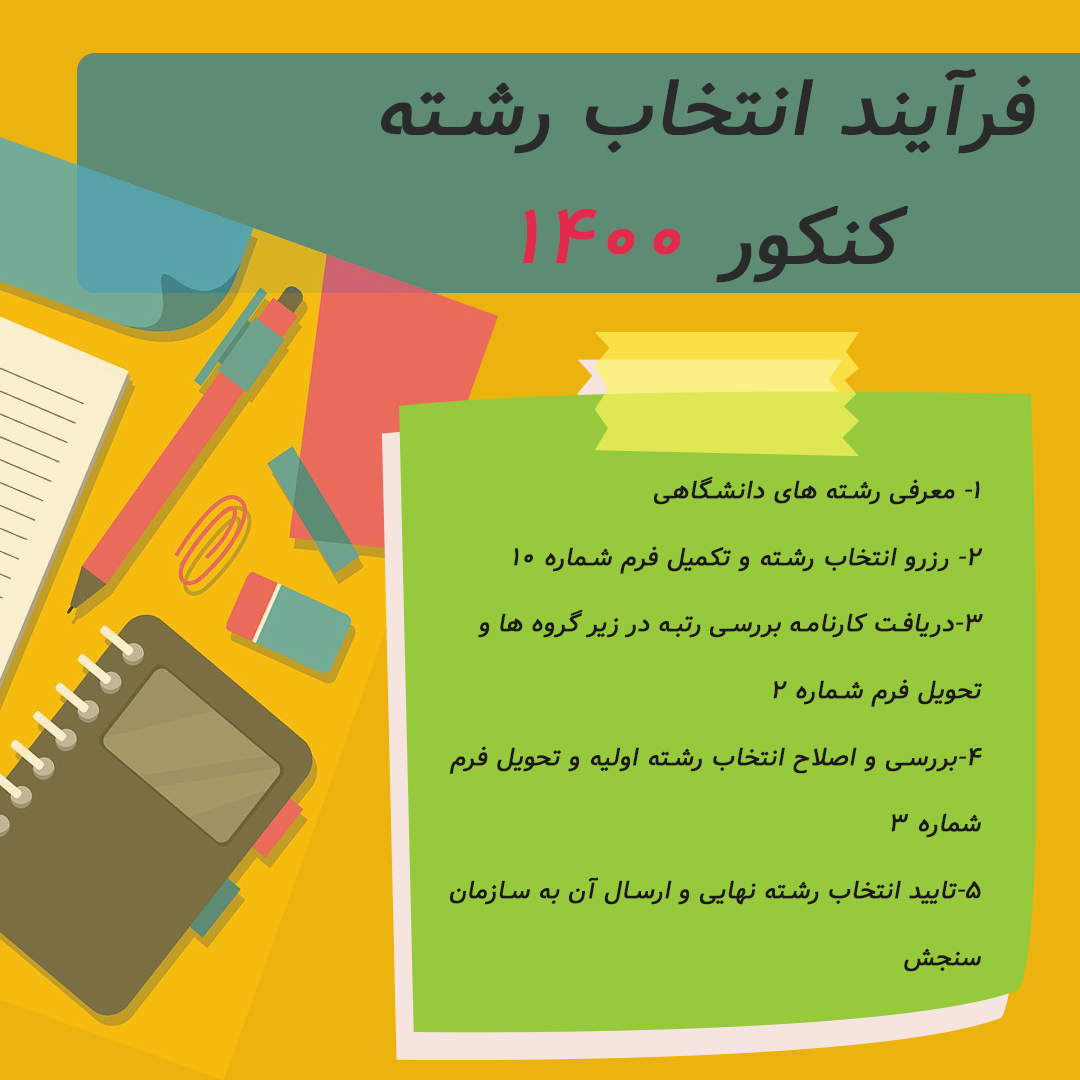 فرآیند انتخاب رشته
کنکور ۱۴۰۰
۱- معرفی رشته های دانشگاهی
۲- رزرو انتخاب رشته و تکمیل فرم شماره ۱۰
۳-دریافت کارنامه بررسی رتبه در زیر گروه ها و
تحویل فرم شماره ۲
۴-بررسی و اصلاح انتخاب رشته اولیه و تحویل فرم
شماره ۳
۵-تایید انتخاب رشته نهایی و ارسال آن به سازمان
سنجش